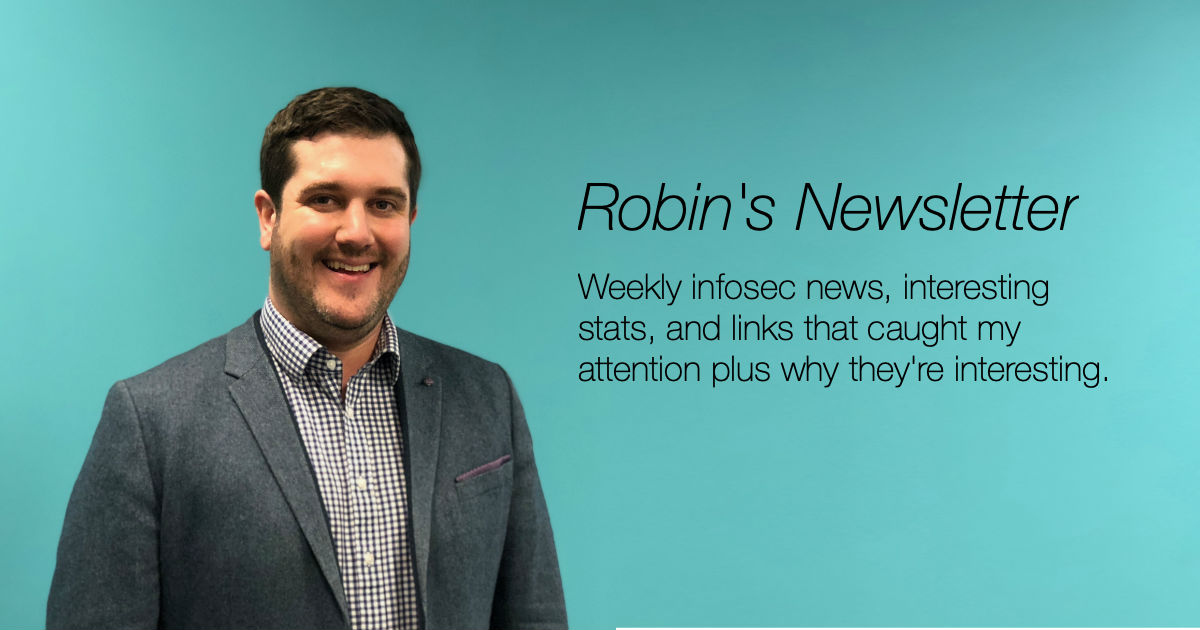 Robin's Newsletter
Weekly infosec news, interesting
stats, and links that caught my
attention plus why they're interesting.